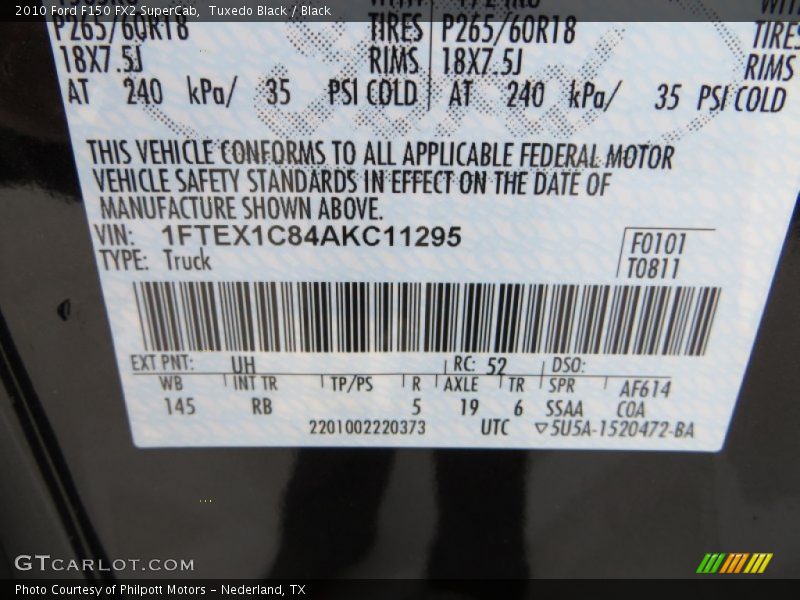 2010 Ford F150 FX2 SuperCab, Tuxedo Black / Black
P265/60R18 TIRES P265/60R18 TIRES
18X7.5J RIMS 18X7.5J RIMS
AT 240 kPa/ 35 PSI COLD AT 240 kPa/ 35 PSI COLD
THIS VEHICLE CONFORMS TO ALL APPLICABLE FEDERAL MOTOR
VEHICLE SAFETY STANDARDS IN EFFECT ON THE DATE OF
MANUFACTURE SHOWN ABOVE.
VIN: 1FTEX1C84AKC11295
F0101
TYPE: Truck
T0811
EXT PNT: UH RC: 52 DSO:
WB INT TR TP/PS R AXLE TR SPR AF614
145 RB 5 19 6 SSAA COA
2201002220373 UTC ▽5U5A-1520472-BA
GTCARLOT.COM
Photo Courtesy of Philpott Motors - Nederland, TX